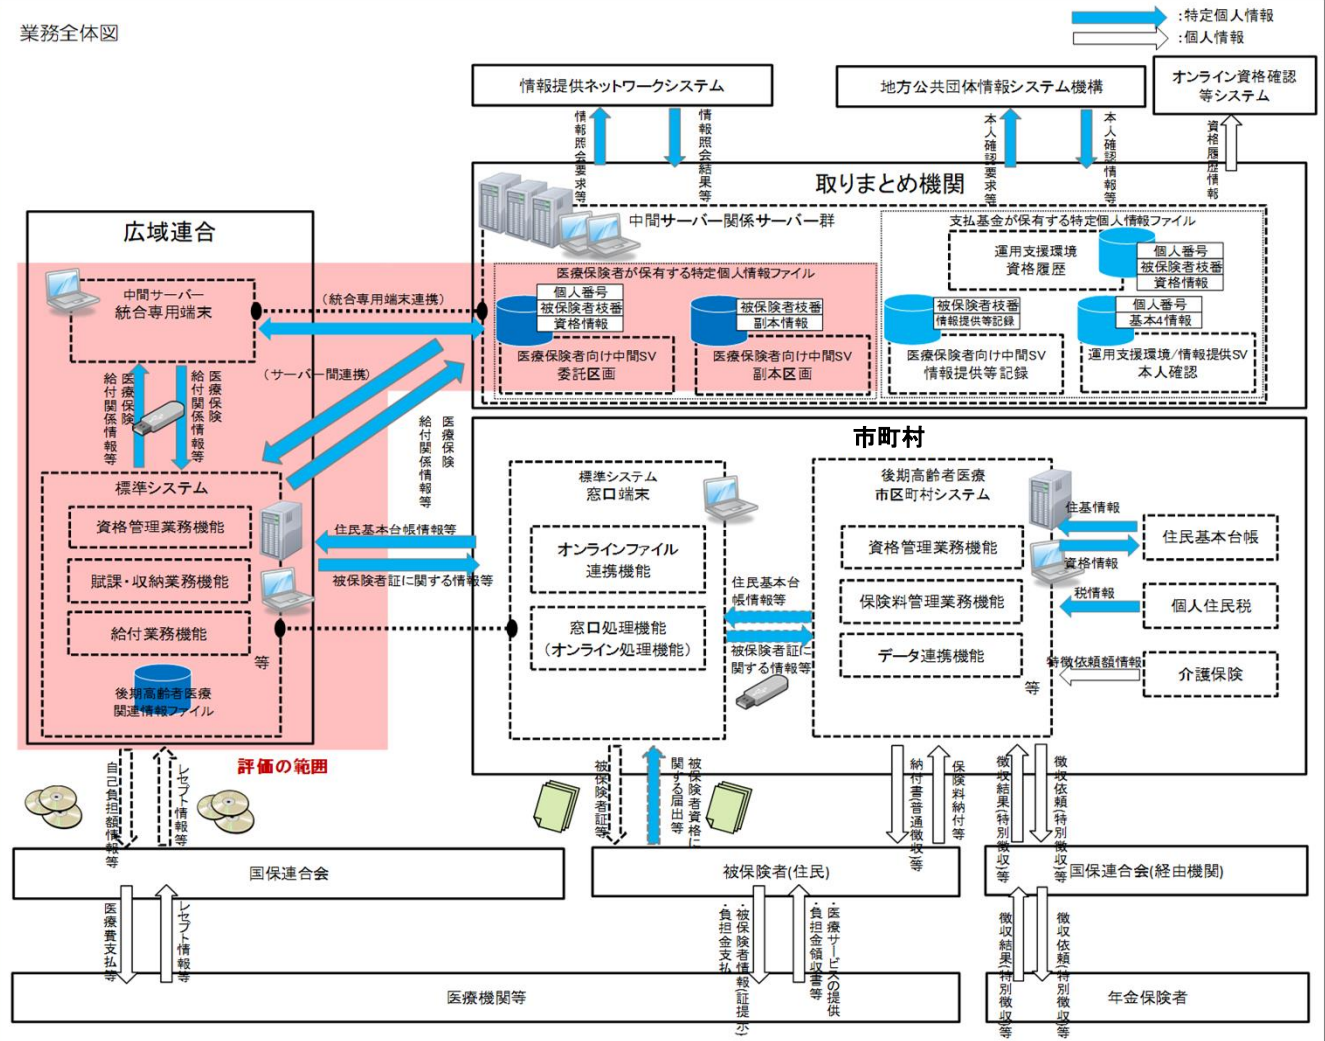 業務全体図
:特定個人情報
:個人情報
情報提供ネットワークシステム
地方公共団体情報システム機構
オンライン資格確認
等システム
情報照会要求等
情報照会結果等
本人確認要求等
本人確認情報等
資格履歴情報
取りまとめ機関
中間サーバー関係サーバー群
支払基金が保有する特定個人情報ファイル
運用支援環境
資格履歴
個人番号
被保険者枝番
資格情報
医療保険者が保有する特定個人情報ファイル
個人番号
被保険者枝番
資格情報
医療保険者向け中間SV
委託区画
被保険者枝番
副本情報
医療保険者向け中間SV
副本区画
被保険者枝番
情報提供等記録
医療保険者向け中間SV
情報提供等記録
個人番号
基本4情報
運用支援環境/情報提供SV
本人確認
広域連合
中間サーバー
統合専用端末
(統合専用端末連携)
(サーバー間連携)
医療保険
給付関係情報等
医療保険
給付関係情報等
医療保険
給付関係情報等
標準システム
資格管理業務機能
賦課・収納業務機能
給付業務機能
等
後期高齢者医療
関連情報ファイル
評価の範囲
住民基本台帳情報等
被保険者証に関する情報等
市町村
標準システム
窓口端末
オンラインファイル
連携機能
窓口処理機能
(オンライン処理機能)
住民基本台
帳情報等
被保険者証に
関する情報等
後期高齢者医療
市区町村システム
資格管理業務機能
保険料管理業務機能
データ連携機能
等
住基情報
資格情報
税情報
特徴依頼額情報
住民基本台帳
個人住民税
介護保険
自己負担額情報等
レセプト情報等
被保険者証等
被保険者資格に
関する届出等
納付書(普通徴収)等
保険料納付等
徴収結果(特別徴収)等
徴収依頼(特別徴収)等
国保連合会
被保険者(住民)
国保連合会(経由機関)
医療費支払等
レセプト情報等
・被保険者情報(証提示)
・負担金支払
・医療サービスの提供
・負担金領収書等
徴収結果(特別徴収)等
徴収依頼(特別徴収)等
医療機関等
年金保険者